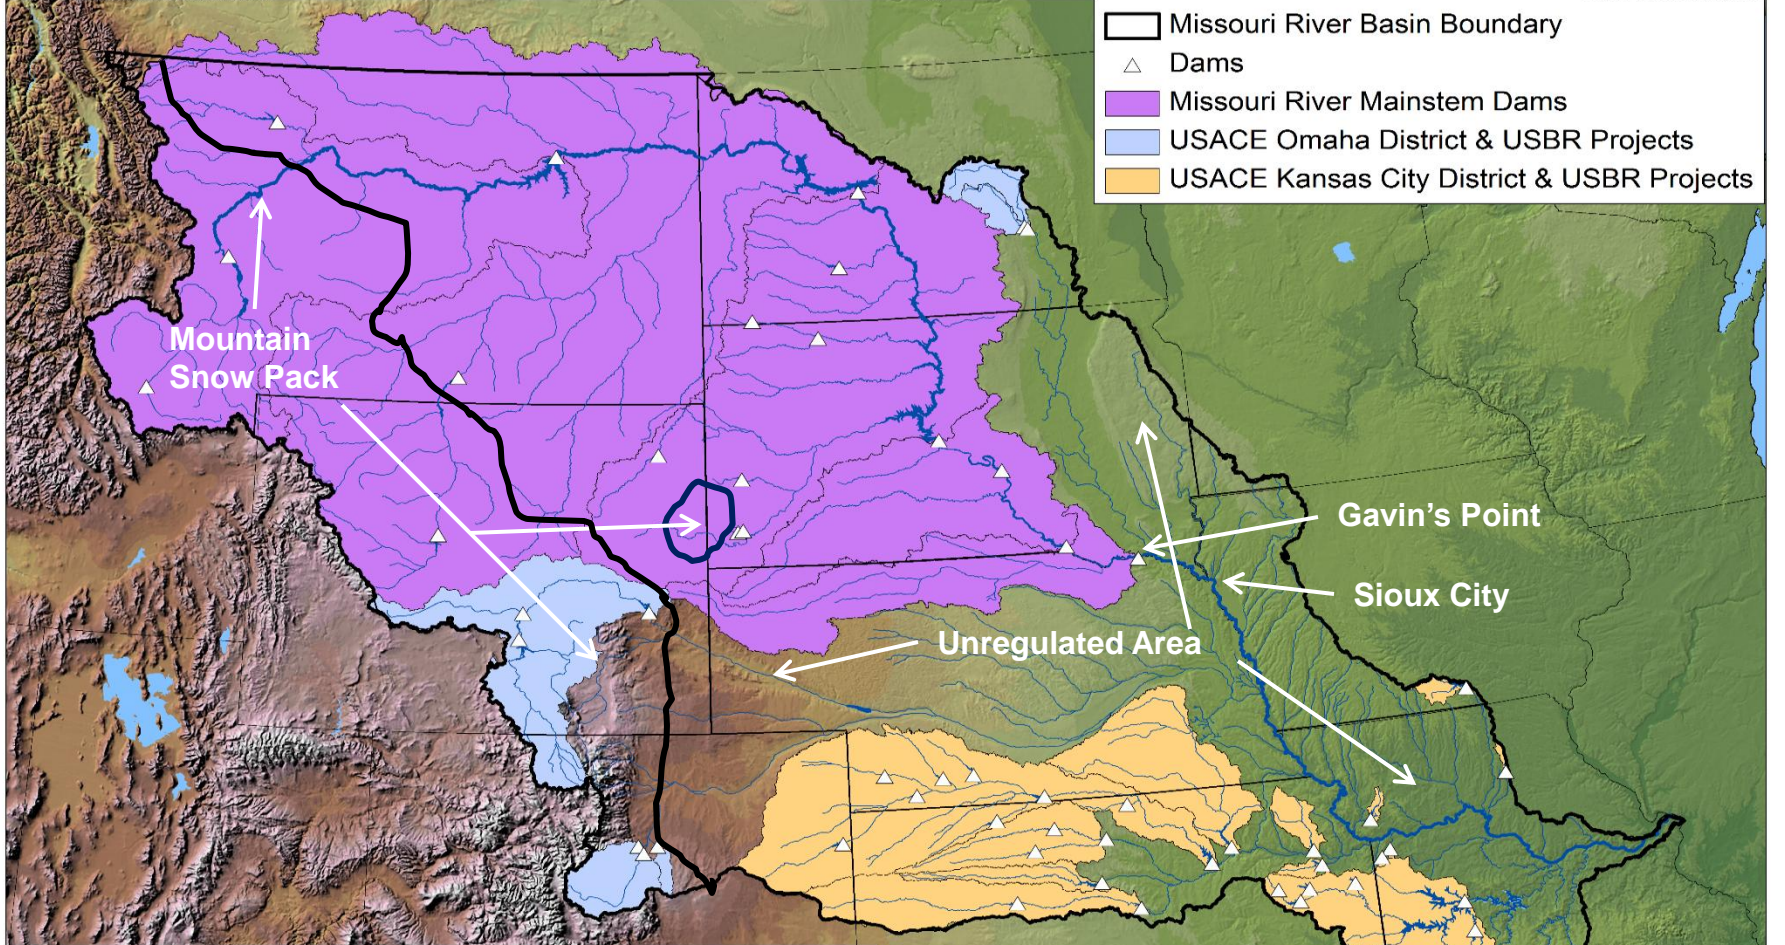 Missouri River Basin Boundary
Dams
Missouri River Mainstem Dams
USACE Omaha District & USBR Projects
USACE Kansas City District & USBR Projects
Mountain
Snow Pack
Gavin's Point
Sioux City
Unregulated Area